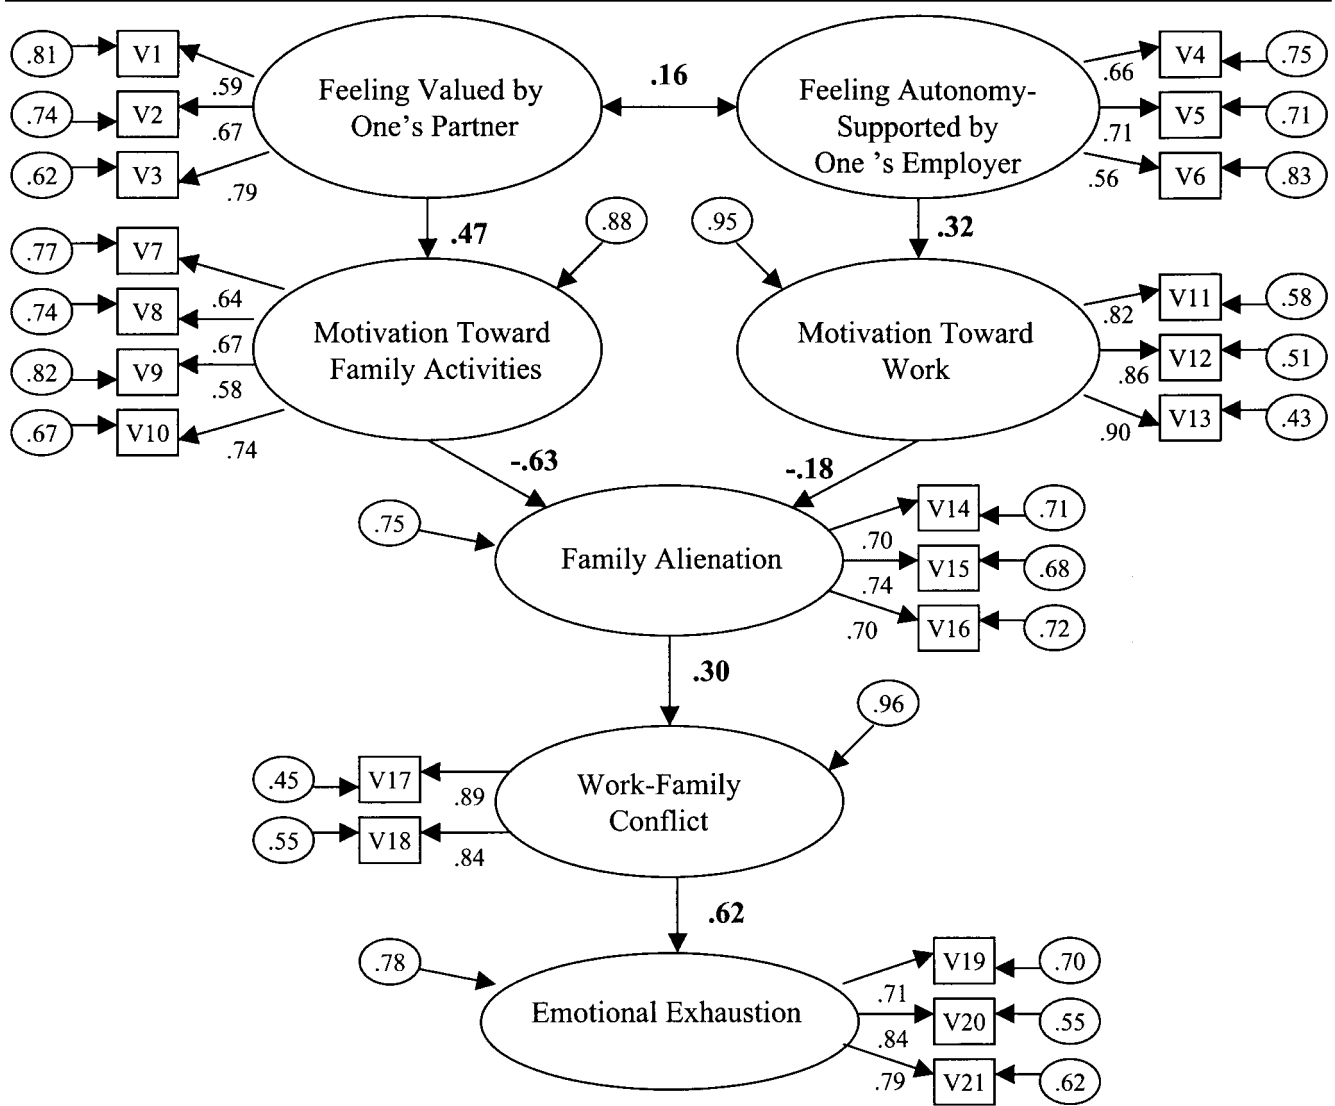 .81
V1
.59
.74
V2
.67
.62
V3
.79
Feeling Valued by
One's Partner
.16
Feeling Autonomy-
Supported by
One 's Employer
V4
.75
.66
V5
.71
.71
V6
.83
.56
.47
.88
.95
.32
.77
V7
.64
.74
V8
.67
.82
V9
.58
.67
V10
.74
Motivation Toward
Family Activities
Motivation Toward
Work
V11
.58
.82
V12
.51
.86
V13
.43
.90
-.63
-.18
.75
Family Alienation
V14
.71
.70
V15
.68
.74
V16
.72
.70
.30
.96
.45
V17
.89
.55
V18
.84
Work-Family
Conflict
.62
.78
Emotional Exhaustion
V19
.70
.71
V20
.55
.84
V21
.62
.79